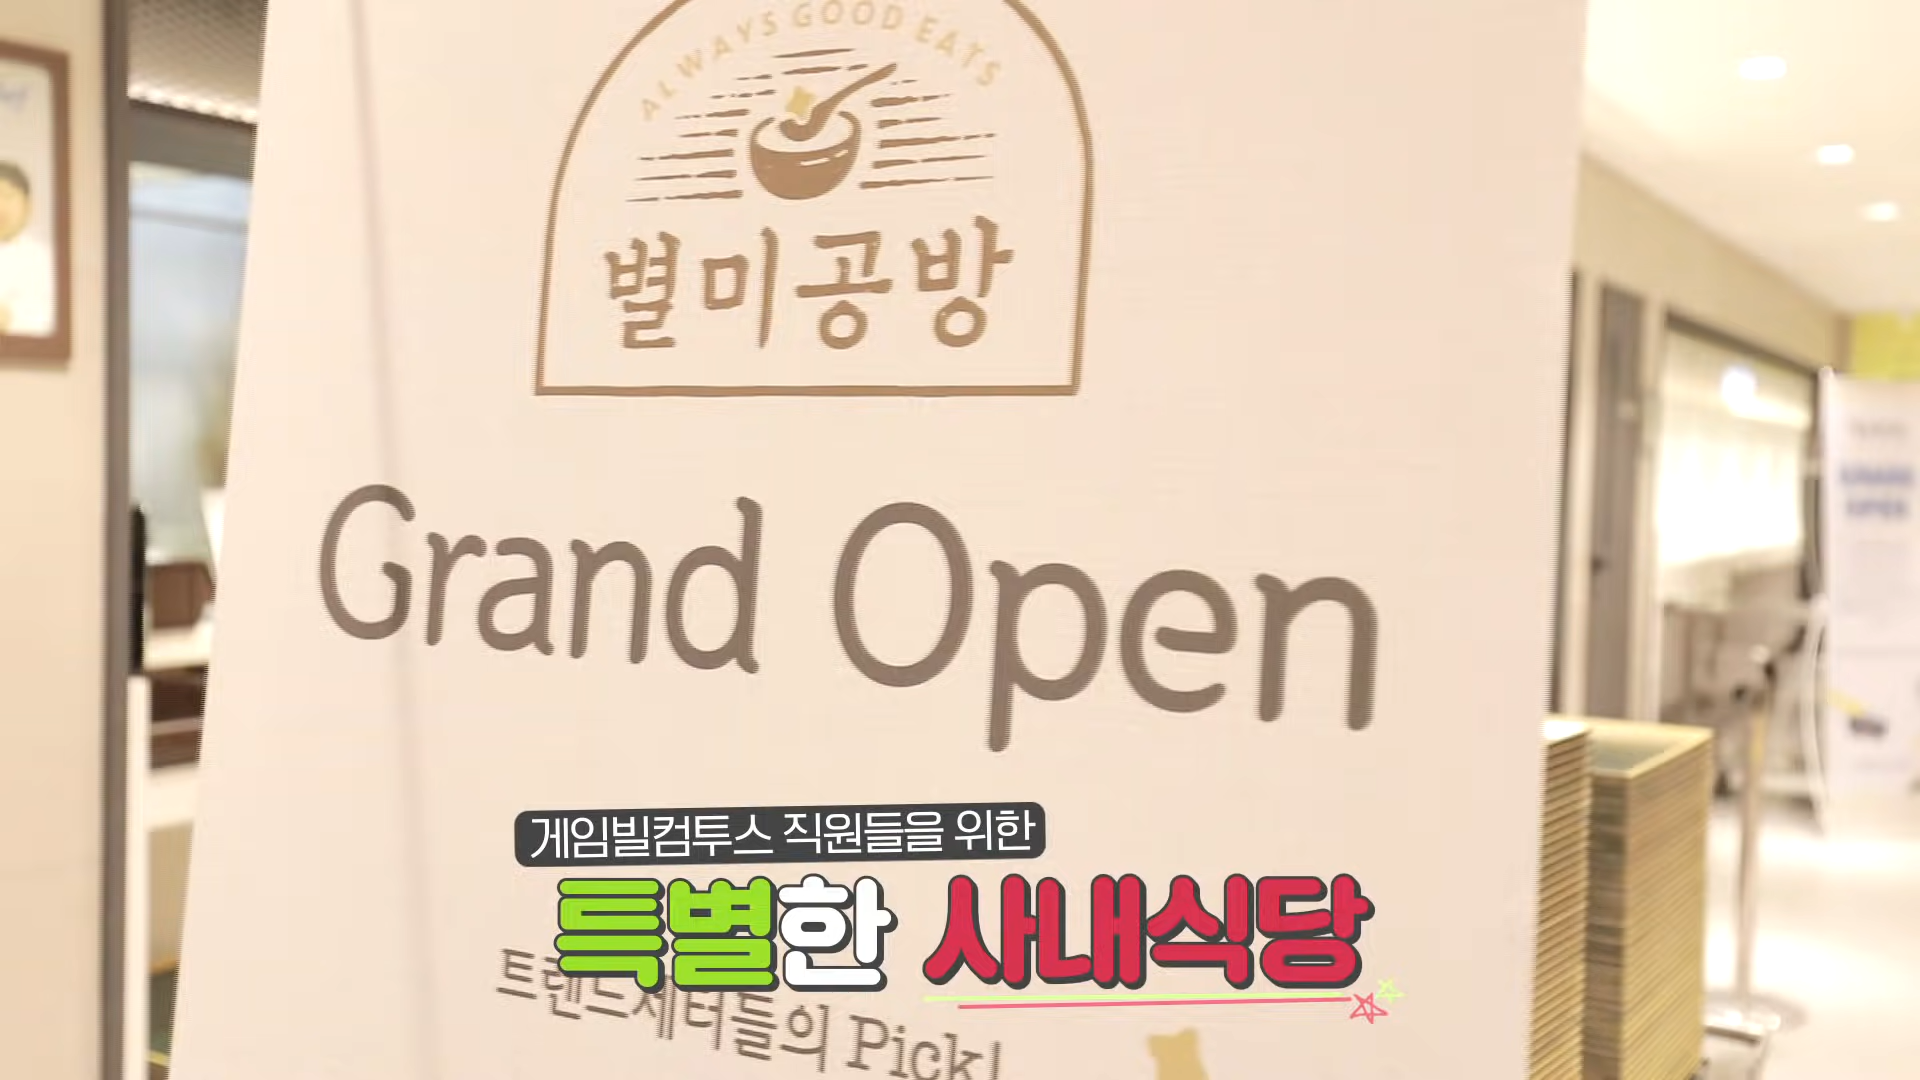 ALWAYS GOOD EATS
별미공방
Grand Open
게임빌컴투스 직원들을 위한
특별한 사내식당
트렌드세터들의 Pick!